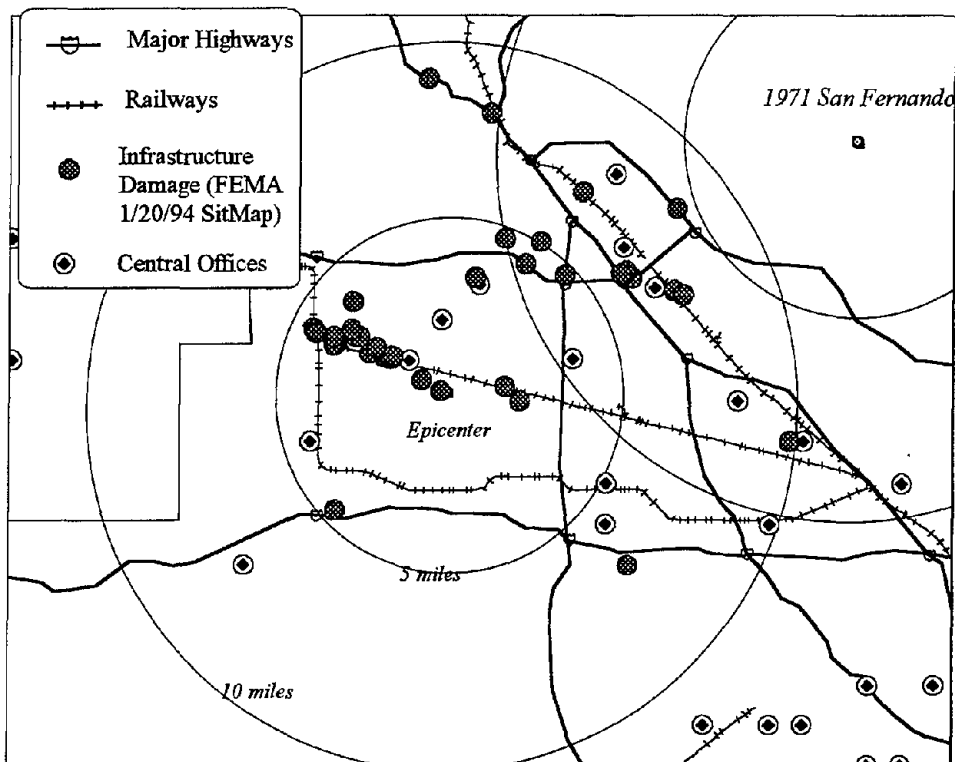 Major Highways
Railways
Infrastructure
Damage (FEMA
1/20/94 SitMap)
Central Offices
1971 San Fernando
Epicenter
5 miles
10 miles